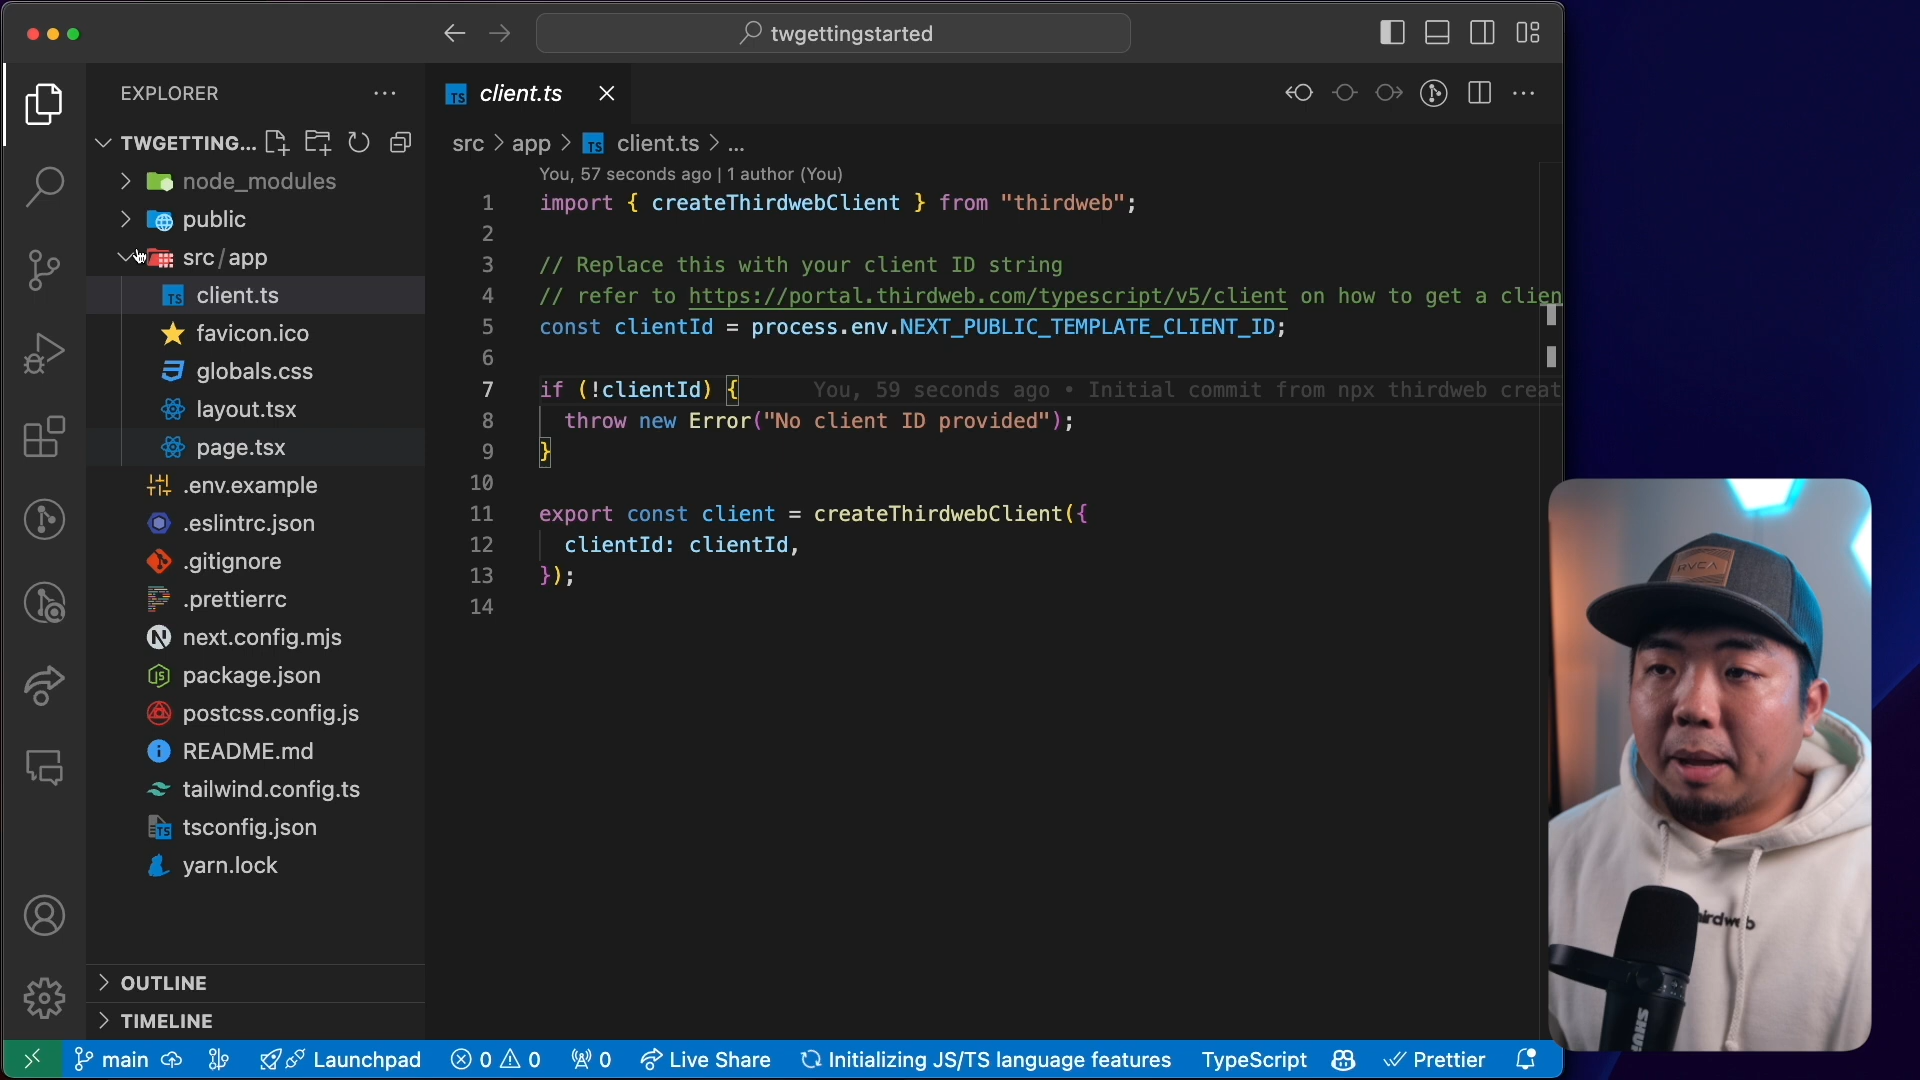 twgettingstarted
EXPLORER
client.ts
TWGETTING...
src > app > client.ts > ...
node_modules
public
src / app
client.ts
favicon.ico
globals.css
layout.tsx
page.tsx
.env.example
.eslintrc.json
.gitignore
.prettierrc
next.config.mjs
package.json
postcss.config.js
README.md
tailwind.config.ts
tsconfig.json
yarn.lock
OUTLINE
TIMELINE
You, 57 seconds ago | 1 author (You)
1 import { createThirdwebClient } from "thirdweb";
2
3 // Replace this with your client ID string
4 // refer to https://portal.thirdweb.com/typescript/v5/client on how to get a clien
5 const clientId = process.env.NEXT_PUBLIC_TEMPLATE_CLIENT_ID;
6
7 if (!clientId) { You, 59 seconds ago • Initial commit from npx thirdweb creat
8 throw new Error("No client ID provided");
9 }
10
11 export const client = createThirdwebClient({
12 clientId: clientId,
13 });
14
RVCA
hirdweb
SHU
main Launchpad 0 0 0 Live Share Initializing JS/TS language features TypeScript Prettier